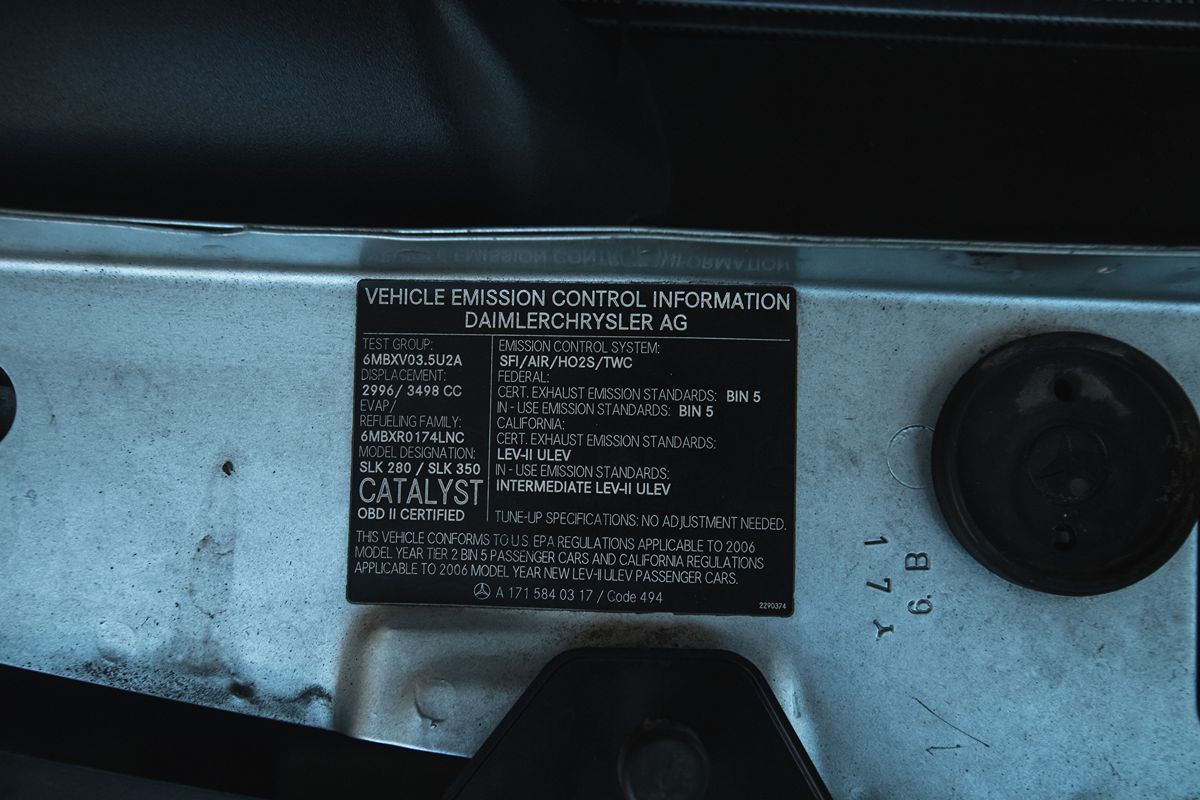 VEHICLE EMISSION CONTROL INFORMATION
DAIMLERCHRYSLER AG
TEST GROUP:
6MBXV03.5U2A
DISPLACEMENT:
2996/ 3498 CC
EVAP/
REFUELING FAMILY:
6MBXR0174LNC
MODEL DESIGNATION:
SLK 280 / SLK 350
CATALYST
OBD II CERTIFIED
EMISSION CONTROL SYSTEM:
SFI/AIR/HO2S/TWC
FEDERAL:
CERT. EXHAUST EMISSION STANDARDS: BIN 5
IN - USE EMISSION STANDARDS: BIN 5
CALIFORNIA:
CERT. EXHAUST EMISSION STANDARDS:
LEV-II ULEV
IN - USE EMISSION STANDARDS:
INTERMEDIATE LEV-II ULEV
TUNE-UP SPECIFICATIONS: NO ADJUSTMENT NEEDED.
THIS VEHICLE CONFORMS TO U.S. EPA REGULATIONS APPLICABLE TO 2006
MODEL YEAR TIER 2 BIN 5 PASSENGER CARS AND CALIFORNIA REGULATIONS
APPLICABLE TO 2006 MODEL YEAR NEW LEV-II ULEV PASSENGER CARS.
A 171 584 03 17 / Code 494
2290374
B 9.
1 7 Y